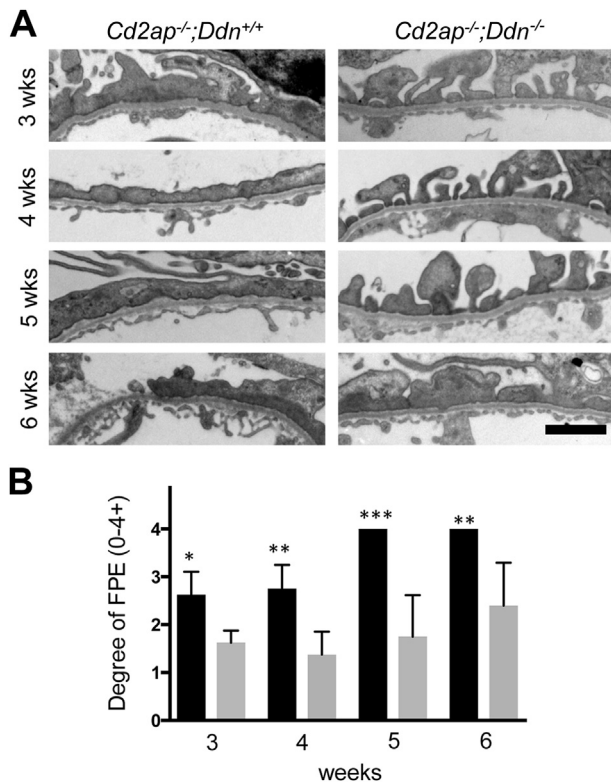 A
Cd2ap-/-;Ddn+/+
Cd2ap-/-;Ddn-/-
3 wks
4 wks
5 wks
6 wks
B
Degree of FPE (0-4+)
4
3
2
1
0
*
**
***
**
3 4 5 6
weeks